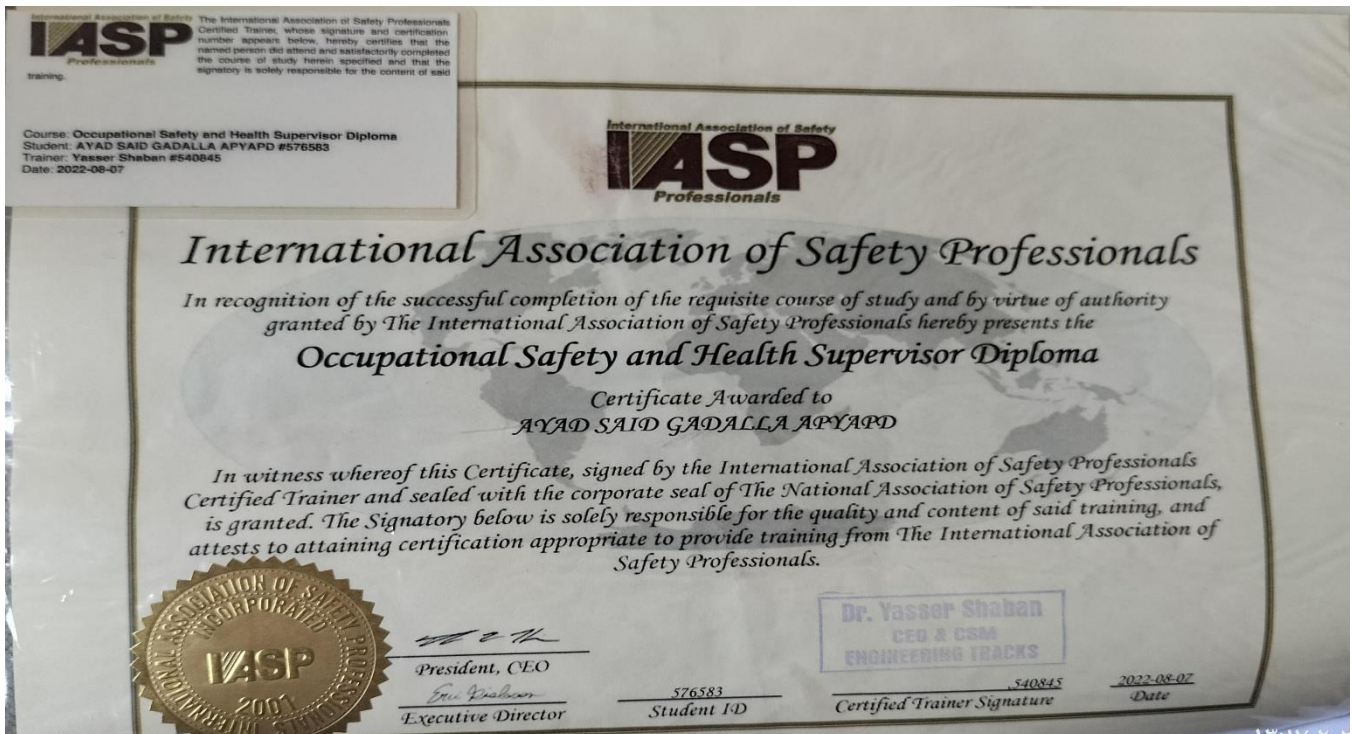 International Association of Safety
IASP
Professionals
The International Association of Safety Professionals
Certified Trainer, whose signature and certification
number appears below, hereby certifies that the
named person did attend and satisfactorily completed
the course of study herein specified and that the
signatory is solely responsible for the content of said
training.
Course: Occupational Safety and Health Supervisor Diploma
Student: AYAD SAID GADALLA APYAPD #576583
Trainer: Yasser Shaban #540845
Date: 2022-08-07
International Association of Safety
IASP
Professionals
International Association of Safety Professionals
In recognition of the successful completion of the requisite course of study and by virtue of authority
granted by The International Association of Safety Professionals hereby presents the
Occupational Safety and Health Supervisor Diploma
Certificate Awarded to
AYAD SAID GADALLA APYAPD
In witness whereof this Certificate, signed by the International Association of Safety Professionals
Certified Trainer and sealed with the corporate seal of The National Association of Safety Professionals,
is granted. The Signatory below is solely responsible for the quality and content of said training, and
attests to attaining certification appropriate to provide training from The International Association of
Safety Professionals.
INTERNATIONAL ASSOCIATION OF SAFETY PROFESSIONALS
INCORPORATED
IASP
2001
President, CEO
Executive Director
576583
Student ID
Dr. Yasser Shaban
CEO & CSM
ENGINEERING TRACKS
540845
Certified Trainer Signature
2022-08-07
Date